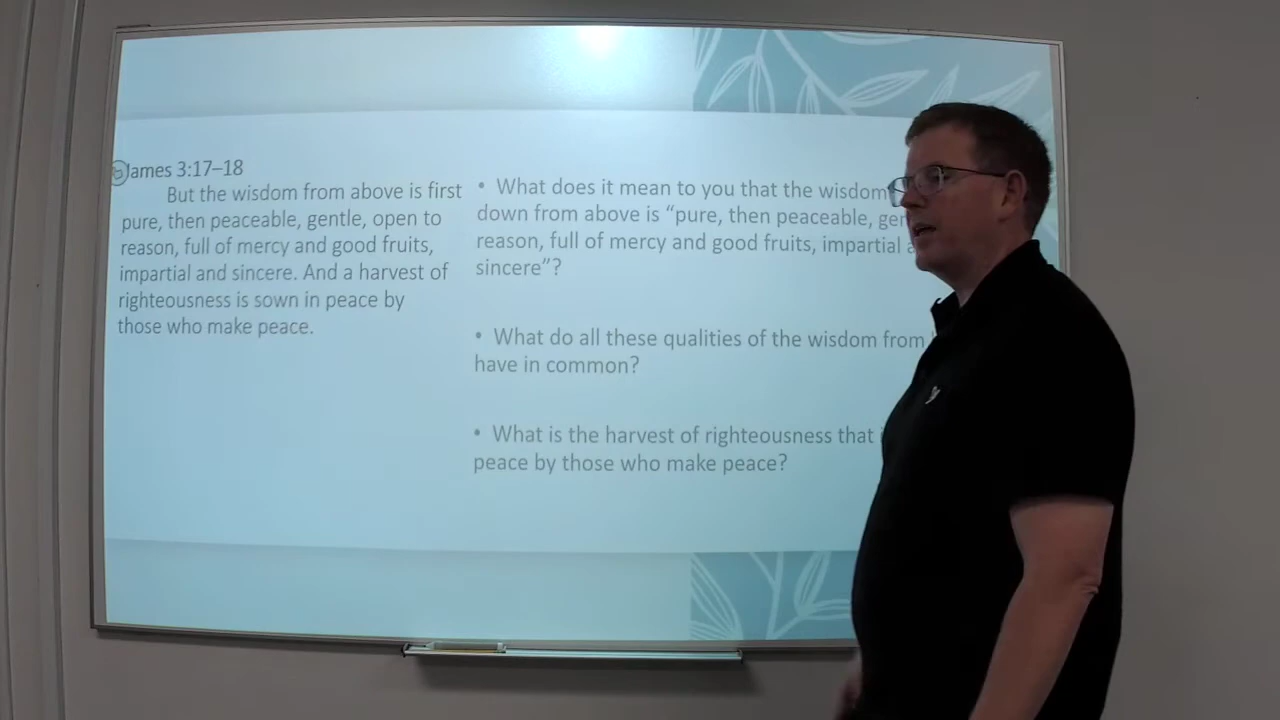 James 3:17–18
But the wisdom from above is first
pure, then peaceable, gentle, open to
reason, full of mercy and good fruits,
impartial and sincere. And a harvest of
righteousness is sown in peace by
those who make peace.
• What does it mean to you that the wisdom
down from above is “pure, then peaceable,
reason, full of mercy and good fruits, impartial
sincere”?
• What do all these qualities of the wisdom from
have in common?
• What is the harvest of righteousness that
peace by those who make peace?